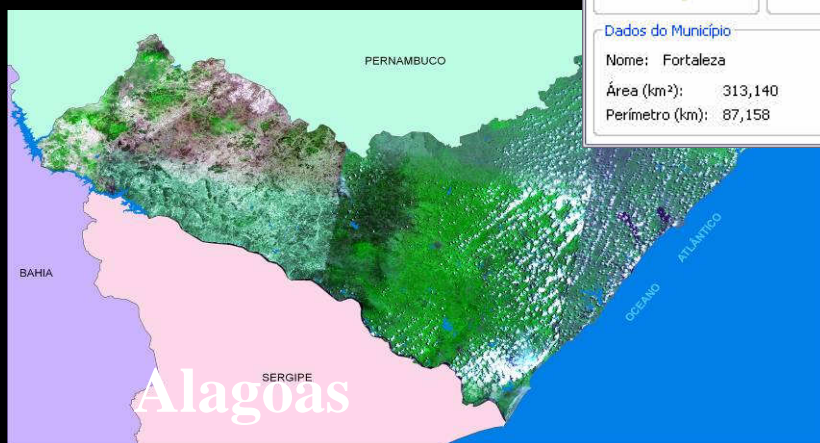 Dados do Município
Nome: Fortaleza
Área (km²): 313,140
Perímetro (km): 87,158
PERNAMBUCO
BAHIA
ATLÂNTICO
OCEANO
SERGIPE
Alagoas